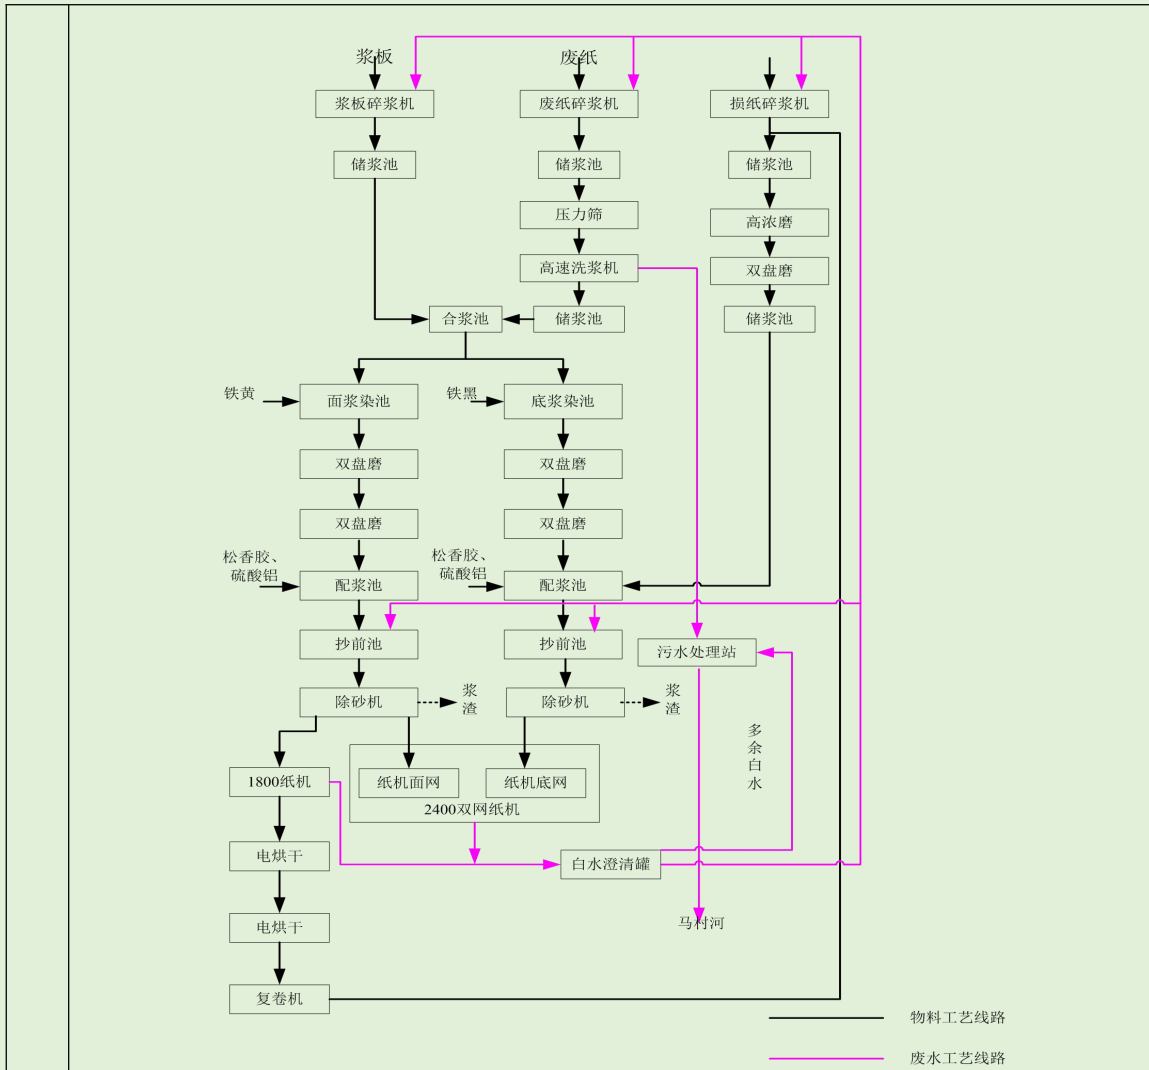 浆板
废纸
浆板碎浆机
废纸碎浆机
损纸碎浆机
储浆池
储浆池
储浆池
压力筛
高浓磨
高速洗浆机
双盘磨
合浆池
储浆池
储浆池
铁黄
面浆染池
铁黑
底浆染池
双盘磨
双盘磨
双盘磨
双盘磨
松香胶、
硫酸铝
配浆池
松香胶、
硫酸铝
配浆池
抄前池
抄前池
污水处理站
除砂机
浆
渣
除砂机
浆
渣
多
余
白
水
1800纸机
纸机面网
纸机底网
2400双网纸机
电烘干
白水澄清罐
电烘干
马村河
复卷机
物料工艺线路
废水工艺线路